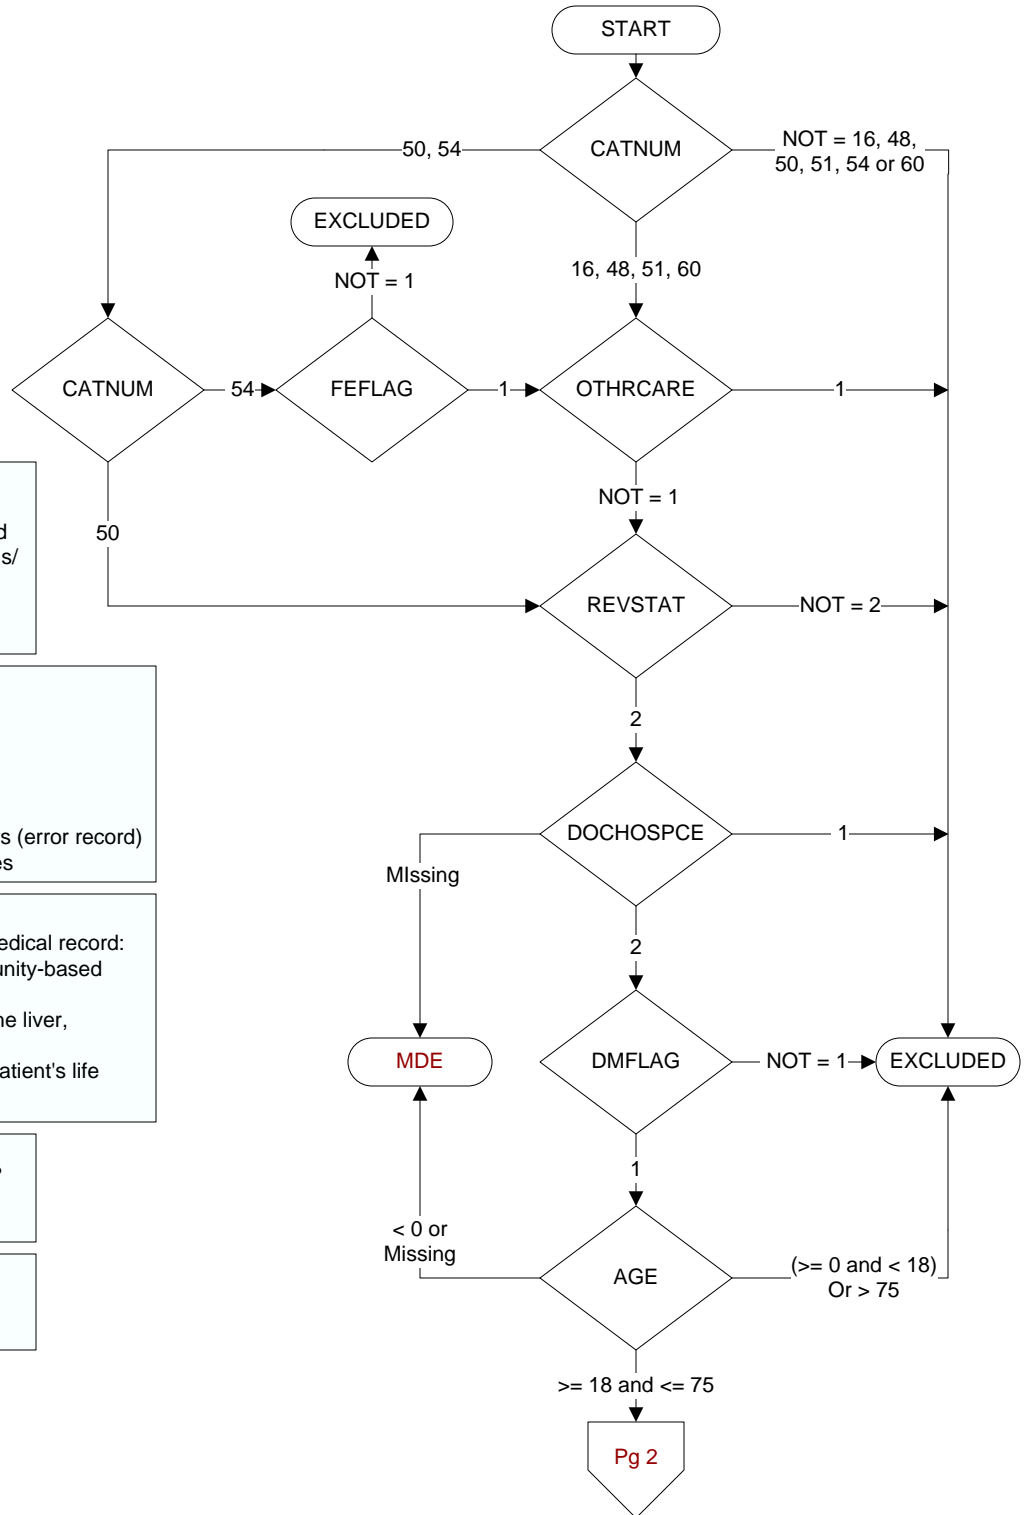 START
CATNUM
50, 54
NOT = 16, 48,
50, 51, 54 or 60
EXCLUDED
NOT = 1
16, 48, 51, 60
CATNUM
54
FEFLAG
1
OTHRCARE
1
NOT = 1
50
REVSTAT
NOT = 2
2
DOCHOSPCE
1
MIssing
2
MDE
DMFLAG
NOT = 1
EXCLUDED
1
< 0 or
Missing
AGE
(>= 0 and < 18)
Or > 75
>= 18 and <= 75
Pg 2
d
s/
s (error record)
es
edical record:
unity-based
ne liver,
atient's life